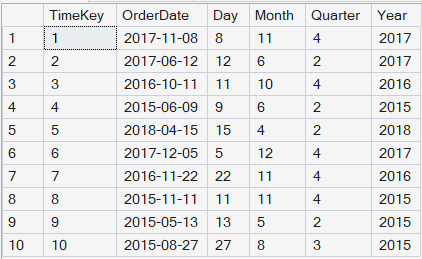 TimeKey OrderDate Day Month Quarter Year
1 1 2017-11-08 8 11 4 2017
2 2 2017-06-12 12 6 2 2017
3 3 2016-10-11 11 10 4 2016
4 4 2015-06-09 9 6 2 2015
5 5 2018-04-15 15 4 2 2018
6 6 2017-12-05 5 12 4 2017
7 7 2016-11-22 22 11 4 2016
8 8 2015-11-11 11 11 4 2015
9 9 2015-05-13 13 5 2 2015
10 10 2015-08-27 27 8 3 2015